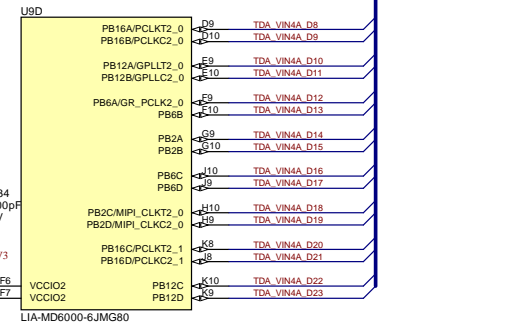 U9D
PB16A/PCLKT2_0 D9 TDA_VIN4A_D8
PB16B/PCLKC2_0 D10 TDA_VIN4A_D9
PB12A/GPLLT2_0 E9 TDA_VIN4A_D10
PB12B/GPLLC2_0 E10 TDA_VIN4A_D11
PB6A/GR_PCLK2_0 F9 TDA_VIN4A_D12
PB6B F10 TDA_VIN4A_D13
PB2A G9 TDA_VIN4A_D14
PB2B G10 TDA_VIN4A_D15
PB6C J10 TDA_VIN4A_D16
PB6D J9 TDA_VIN4A_D17
PB2C/MIPI_CLKT2_0 H10 TDA_VIN4A_D18
PB2D/MIPI_CLKC2_0 H9 TDA_VIN4A_D19
PB16C/PCLKT2_1 K8 TDA_VIN4A_D20
PB16D/PCLKC2_1 J8 TDA_VIN4A_D21
F6 VCCIO2 PB12C K10 TDA_VIN4A_D22
F7 VCCIO2 PB12D K9 TDA_VIN4A_D23
LIA-MD6000-6JMG80